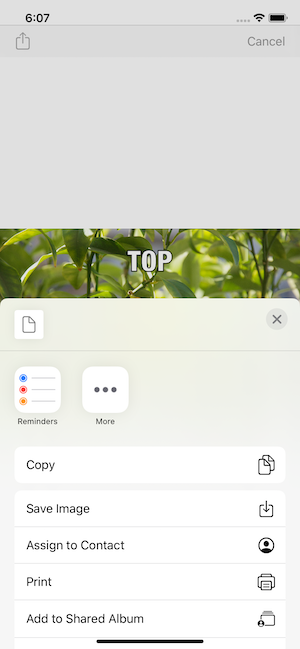 6:07
Cancel
TOP
Reminders
More
Copy
Save Image
Assign to Contact
Print
Add to Shared Album